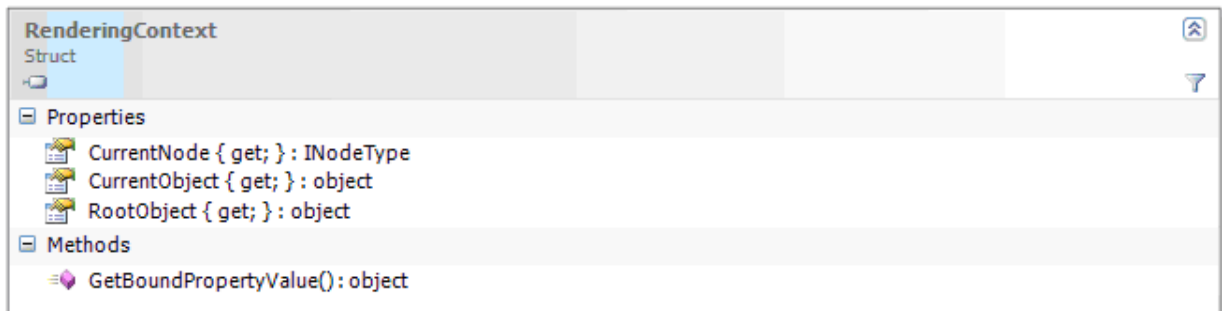 RenderingContext
Struct
Properties
CurrentNode { get; } : INodeType
CurrentObject { get; } : object
RootObject { get; } : object
Methods
GetBoundPropertyValue() : object